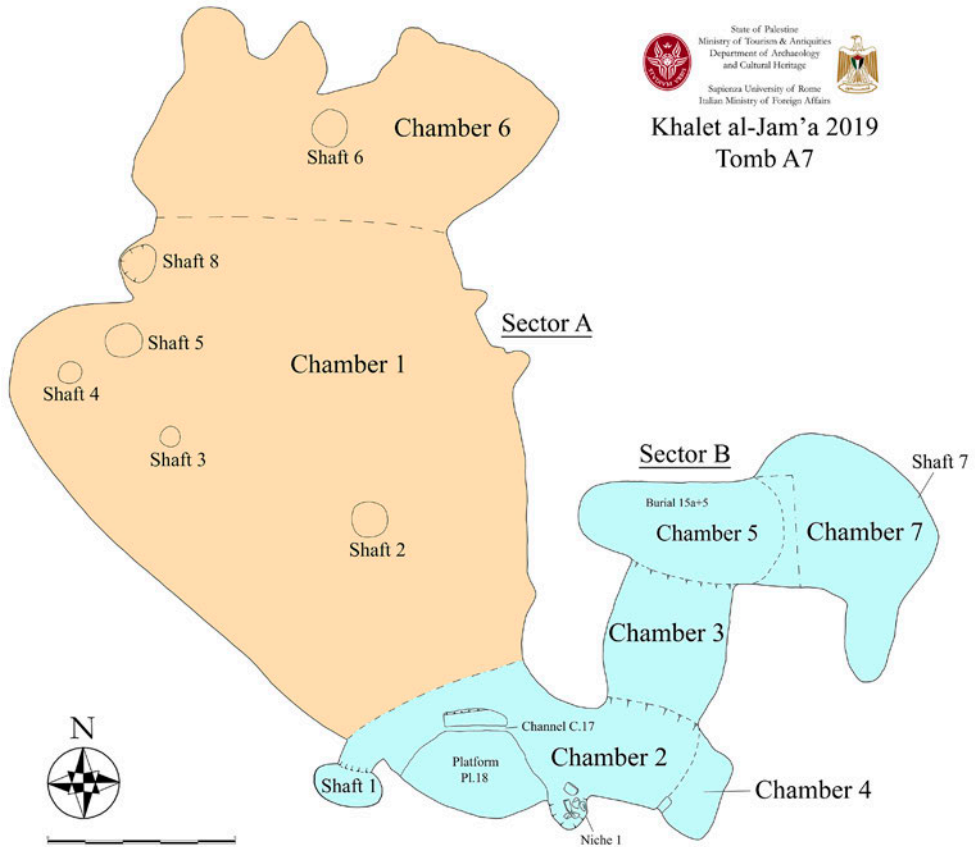 State of Palestine
Ministry of Tourism & Antiquities
Department of Archaeology
and Cultural Heritage
Sapienza University of Rome
Italian Ministry of Foreign Affairs
Khalet al-Jam'a 2019
Tomb A7
Chamber 6
Shaft 6
Shaft 8
Sector A
Shaft 5
Chamber 1
Shaft 4
Shaft 3
Sector B
Shaft 7
Burial 15a+5
Chamber 5
Chamber 7
Shaft 2
Chamber 3
Channel C.17
Chamber 2
Platform
Pl.18
Shaft 1
Chamber 4
Niche 1
N